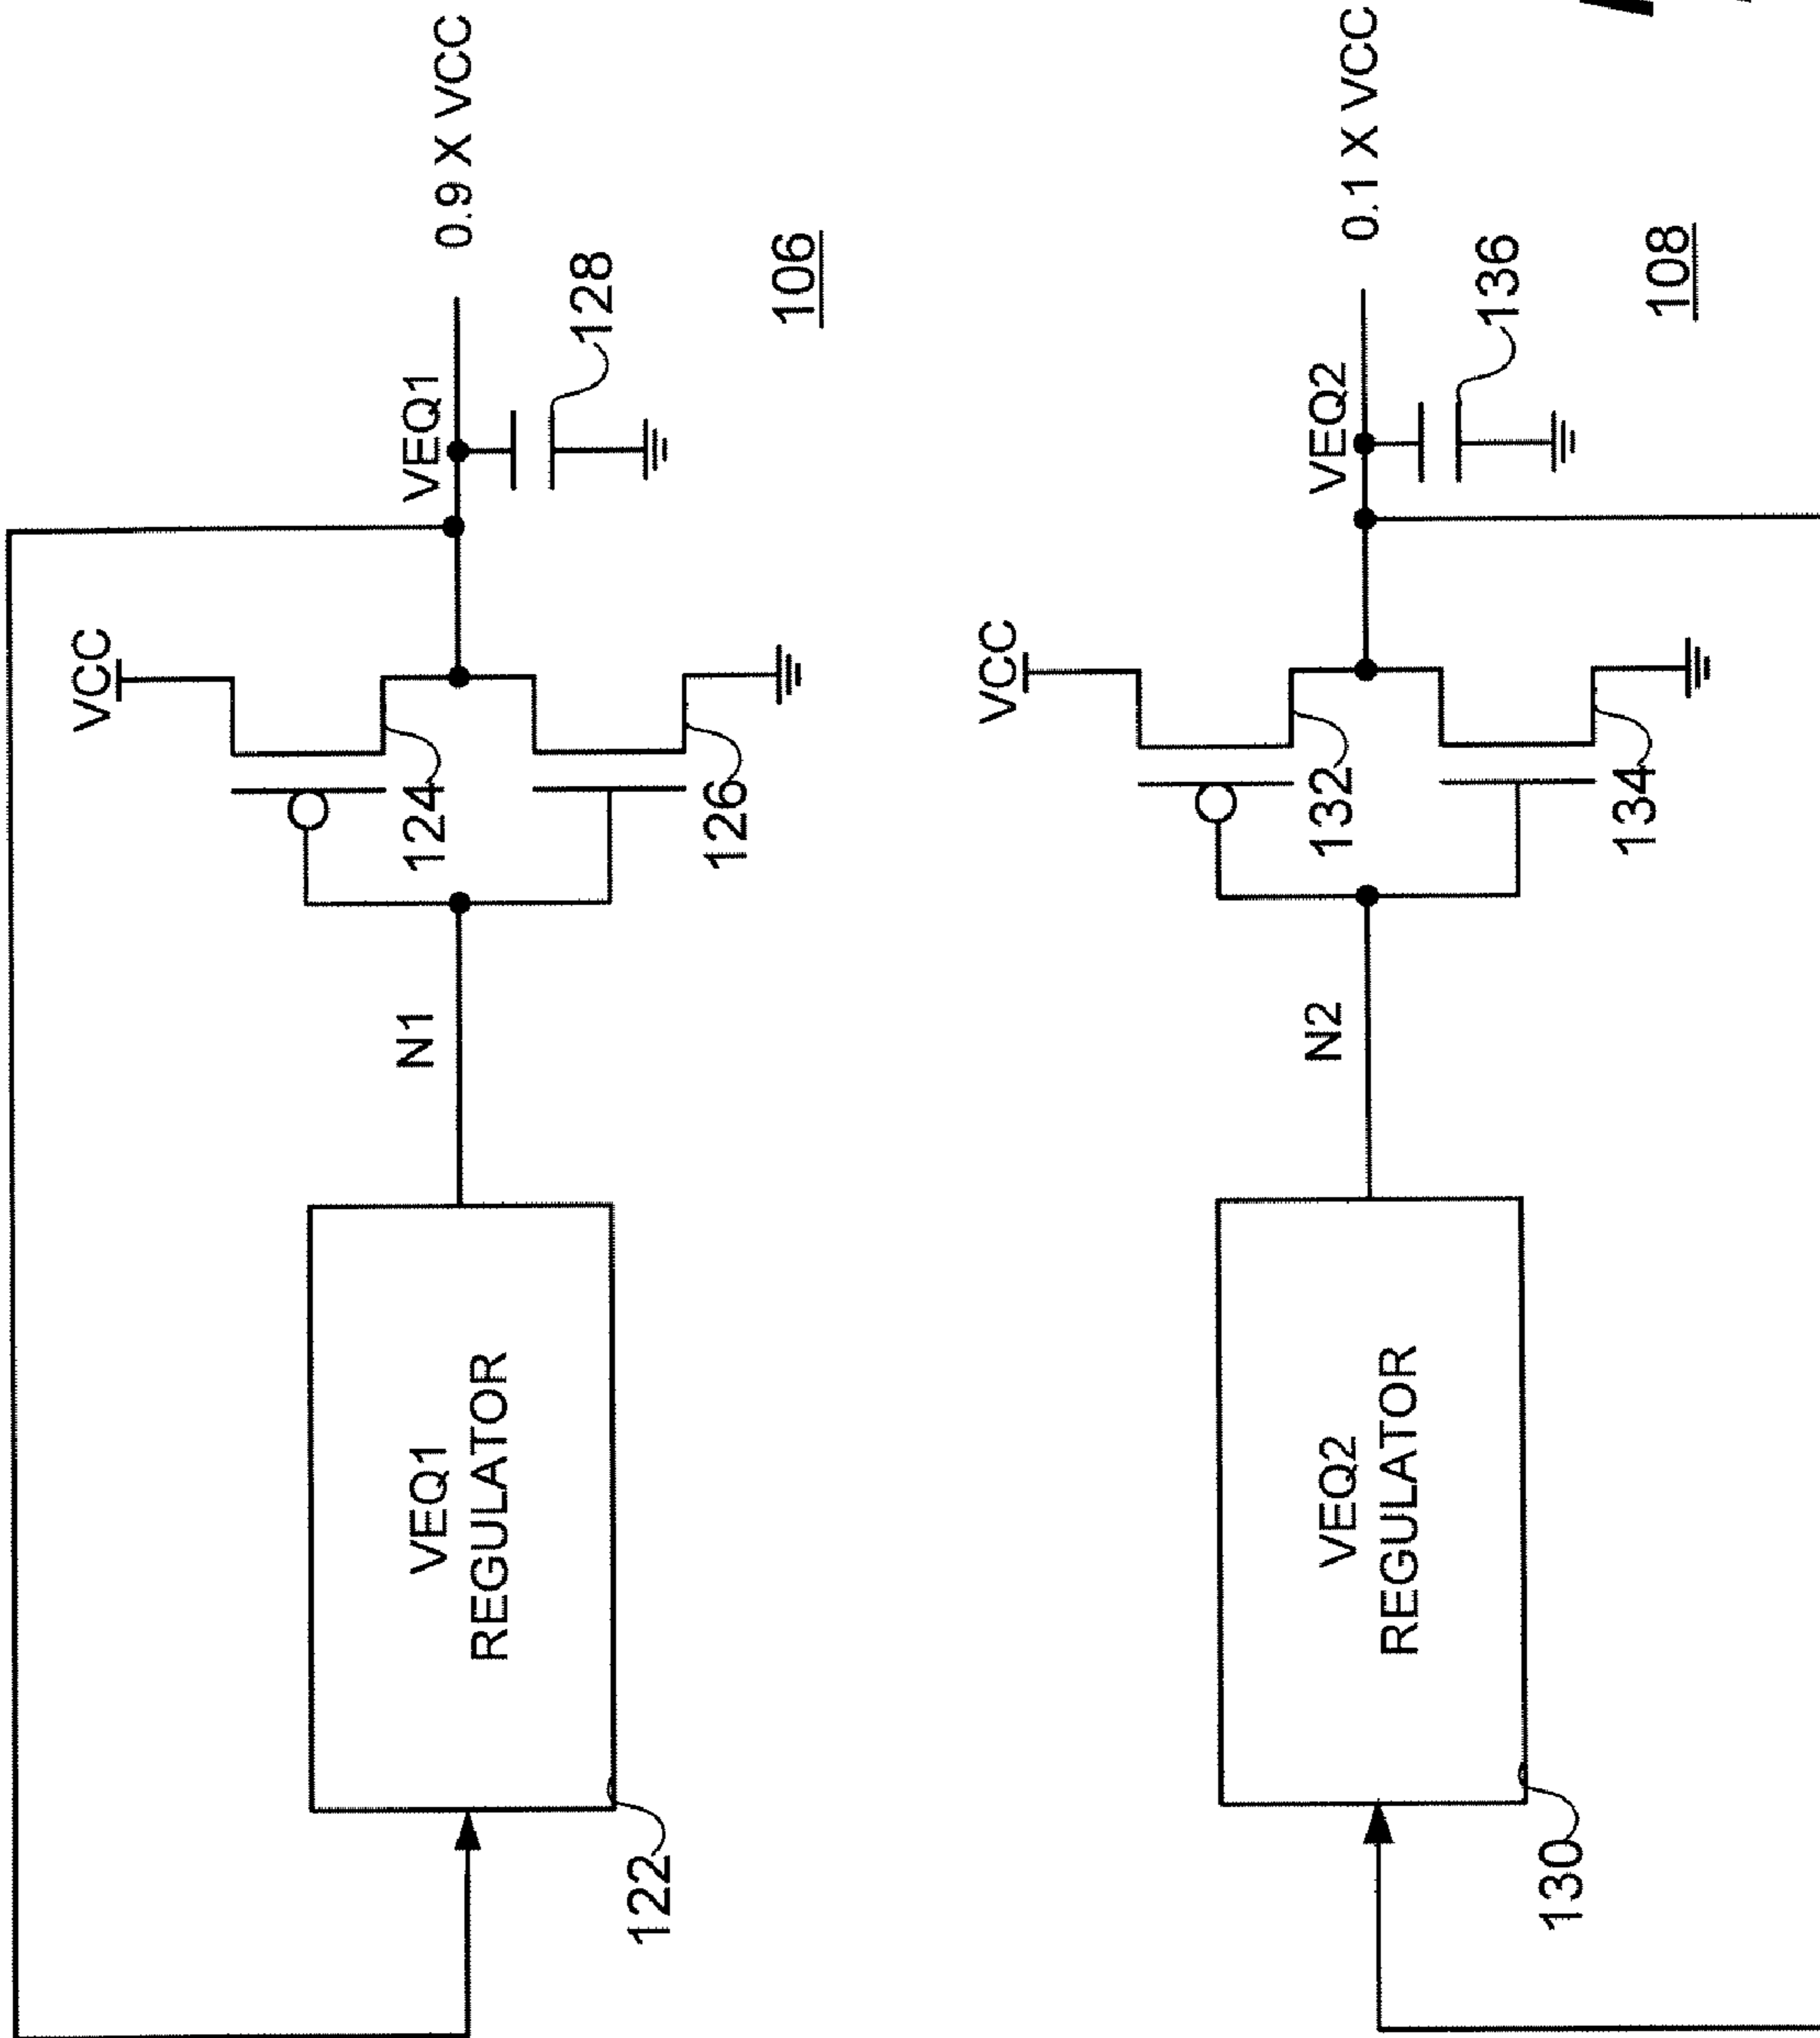 VCC
VEQ1
0.9 X VCC
N1
VEQ1
REGULATOR
122
124
126
128
106
VCC
VEQ2
0.1 X VCC
N2
VEQ2
REGULATOR
130
132
134
136
108